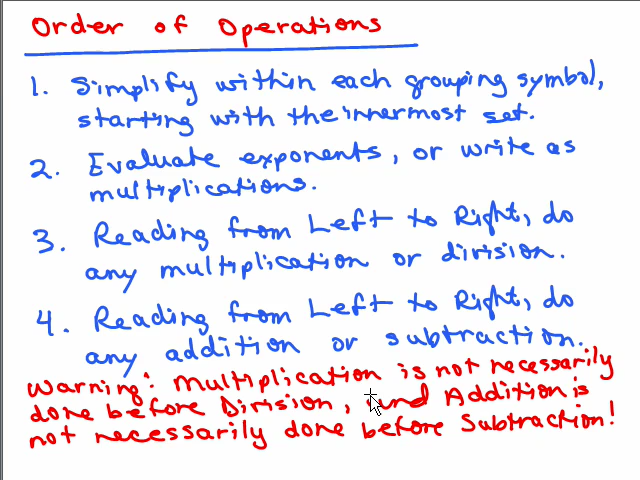 Order of Operations
1. Simplify within each grouping symbol,
starting with the innermost set.
2. Evaluate exponents, or write as
multiplications.
3. Reading from Left to Right, do
any multiplication or division.
4. Reading from Left to Right, do
any addition or subtraction.
Warning: Multiplication is not necessarily
done before Division, and Addition is
not necessarily done before Subtraction!